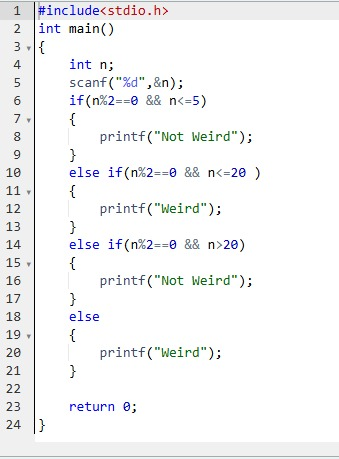 1 #include<stdio.h>
2 int main()
3 {
4 int n;
5 scanf("%d",&n);
6 if(n%2==0 && n<=5)
7 {
8 printf("Not Weird");
9 }
10 else if(n%2==0 && n<=20 )
11 {
12 printf("Weird");
13 }
14 else if(n%2==0 && n>20)
15 {
16 printf("Not Weird");
17 }
18 else
19 {
20 printf("Weird");
21 }
22
23 return 0;
24 }